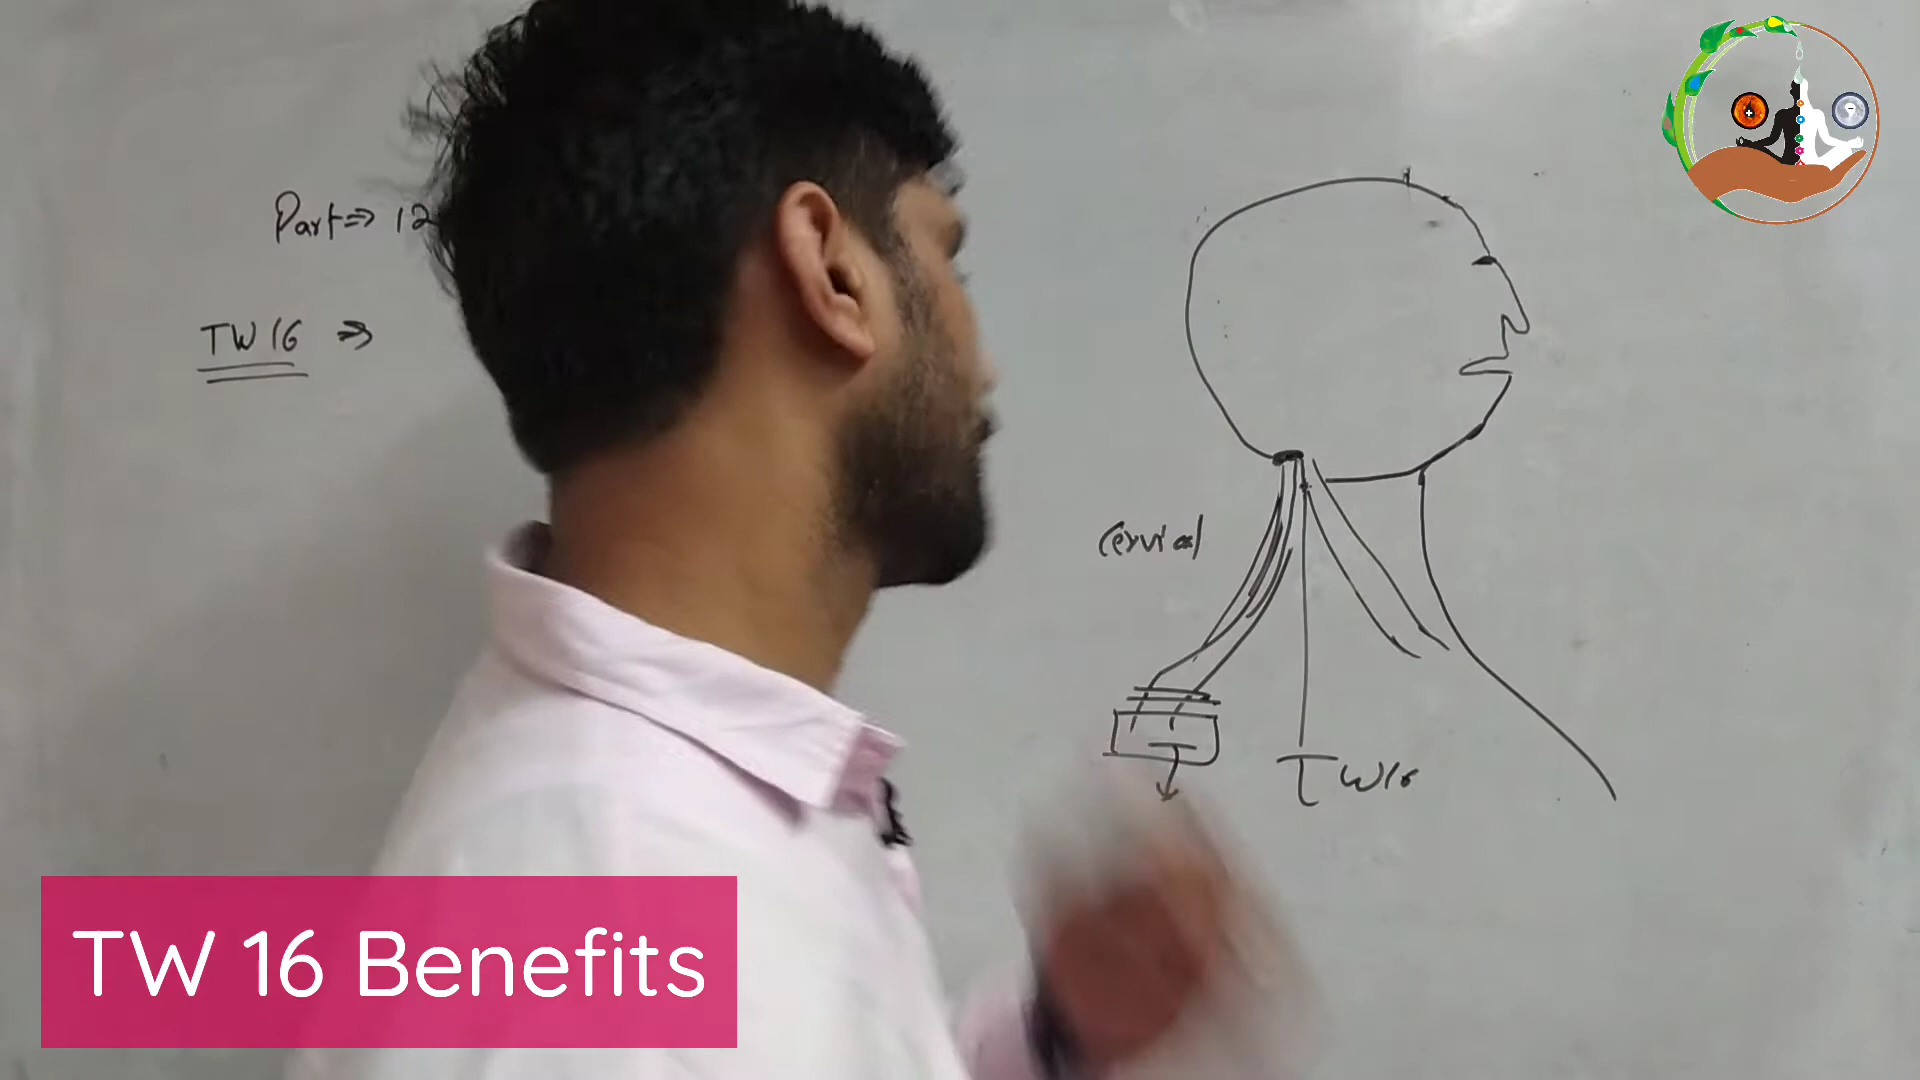 Part ⇒ 12
TW 16 ⇒
Cervical
TW16
TW 16 Benefits